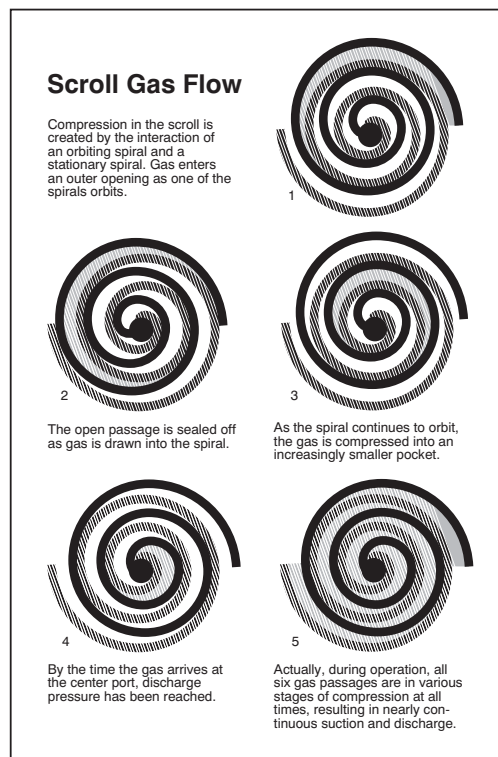 Scroll Gas Flow
Compression in the scroll is
created by the interaction of
an orbiting spiral and a
stationary spiral. Gas enters
an outer opening as one of the
spirals orbits.
1
2
The open passage is sealed off
as gas is drawn into the spiral.
3
As the spiral continues to orbit,
the gas is compressed into an
increasingly smaller pocket.
4
By the time the gas arrives at
the center port, discharge
pressure has been reached.
5
Actually, during operation, all
six gas passages are in various
stages of compression at all
times, resulting in nearly con-
tinuous suction and discharge.